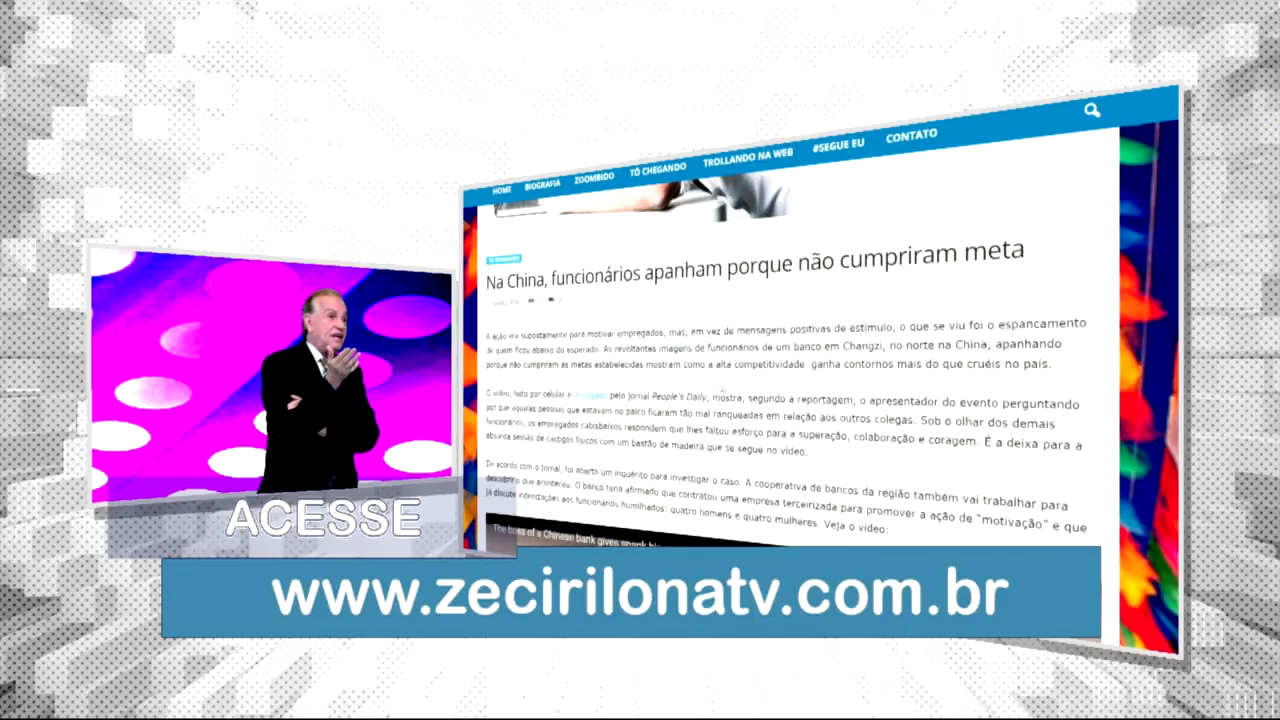 HOME BIOGRAFIA ZOOMBIDO TÔ CHEGANDO TROLLANDO NA WEB #SEGUE EU CONTATO
Na China, funcionários apanham porque não cumpriram meta
A ação era supostamente para motivar empregados, mas, em vez de mensagens positivas de estímulo, o que se viu foi o espancamento
de quem ficou abaixo do esperado. As revoltantes imagens de funcionários de um banco em Changzi, no norte na China, apanhando
porque não cumpriram as metas estabelecidas mostram como a alta competitividade ganha contornos mais do que cruéis no país.
O vídeo, feito por celular e divulgado pelo jornal People's Daily, mostra, segundo a reportagem, o apresentador do evento perguntando
por que aquelas pessoas que estavam no palco ficaram tão mal ranqueadas em relação aos outros colegas. Sob o olhar dos demais
funcionários, os empregados cabisbaixos respondem que lhes faltou esforço para a superação, colaboração e coragem. É a deixa para a
absurda sessão de castigos físicos com um bastão de madeira que se segue no vídeo.
De acordo com o jornal, foi aberto um inquérito para investigar o caso. A cooperativa de bancos da região também vai trabalhar para
descobrir o que aconteceu. O banco teria afirmado que contratou uma empresa terceirizada para promover a ação de "motivação" e que
já discute indenizações aos funcionários humilhados: quatro homens e quatro mulheres. Veja o vídeo:
The boss of a Chinese bank gives spank
ACESSE
www.zecirilonatv.com.br